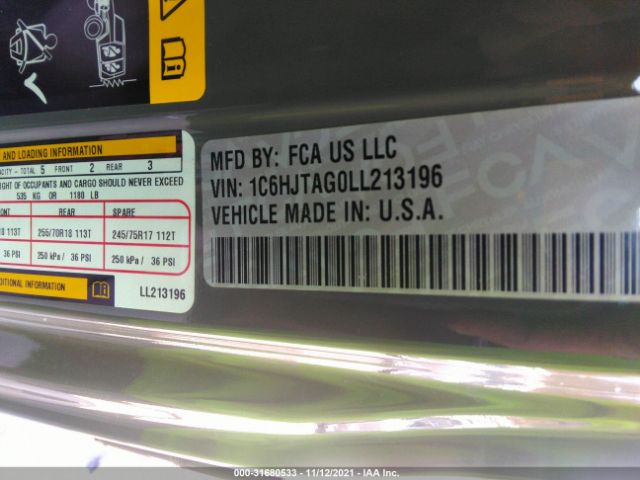 AND LOADING INFORMATION
TOTAL 5 FRONT 2 REAR 3
OF OCCUPANTS AND CARGO SHOULD NEVER EXCEED
535 KG OR 1180 LB
REAR SPARE
113T 255/70R18 113T 245/75R17 112T
36 PSI 250 kPa / 36 PSI 250 kPa / 36 PSI
INFORMATION
LL213196
MFD BY: FCA US LLC
VIN: 1C6HJTAG0LL213196
VEHICLE MADE IN: U.S.A.
000-31680533 - 11/12/2021 - IAA Inc.